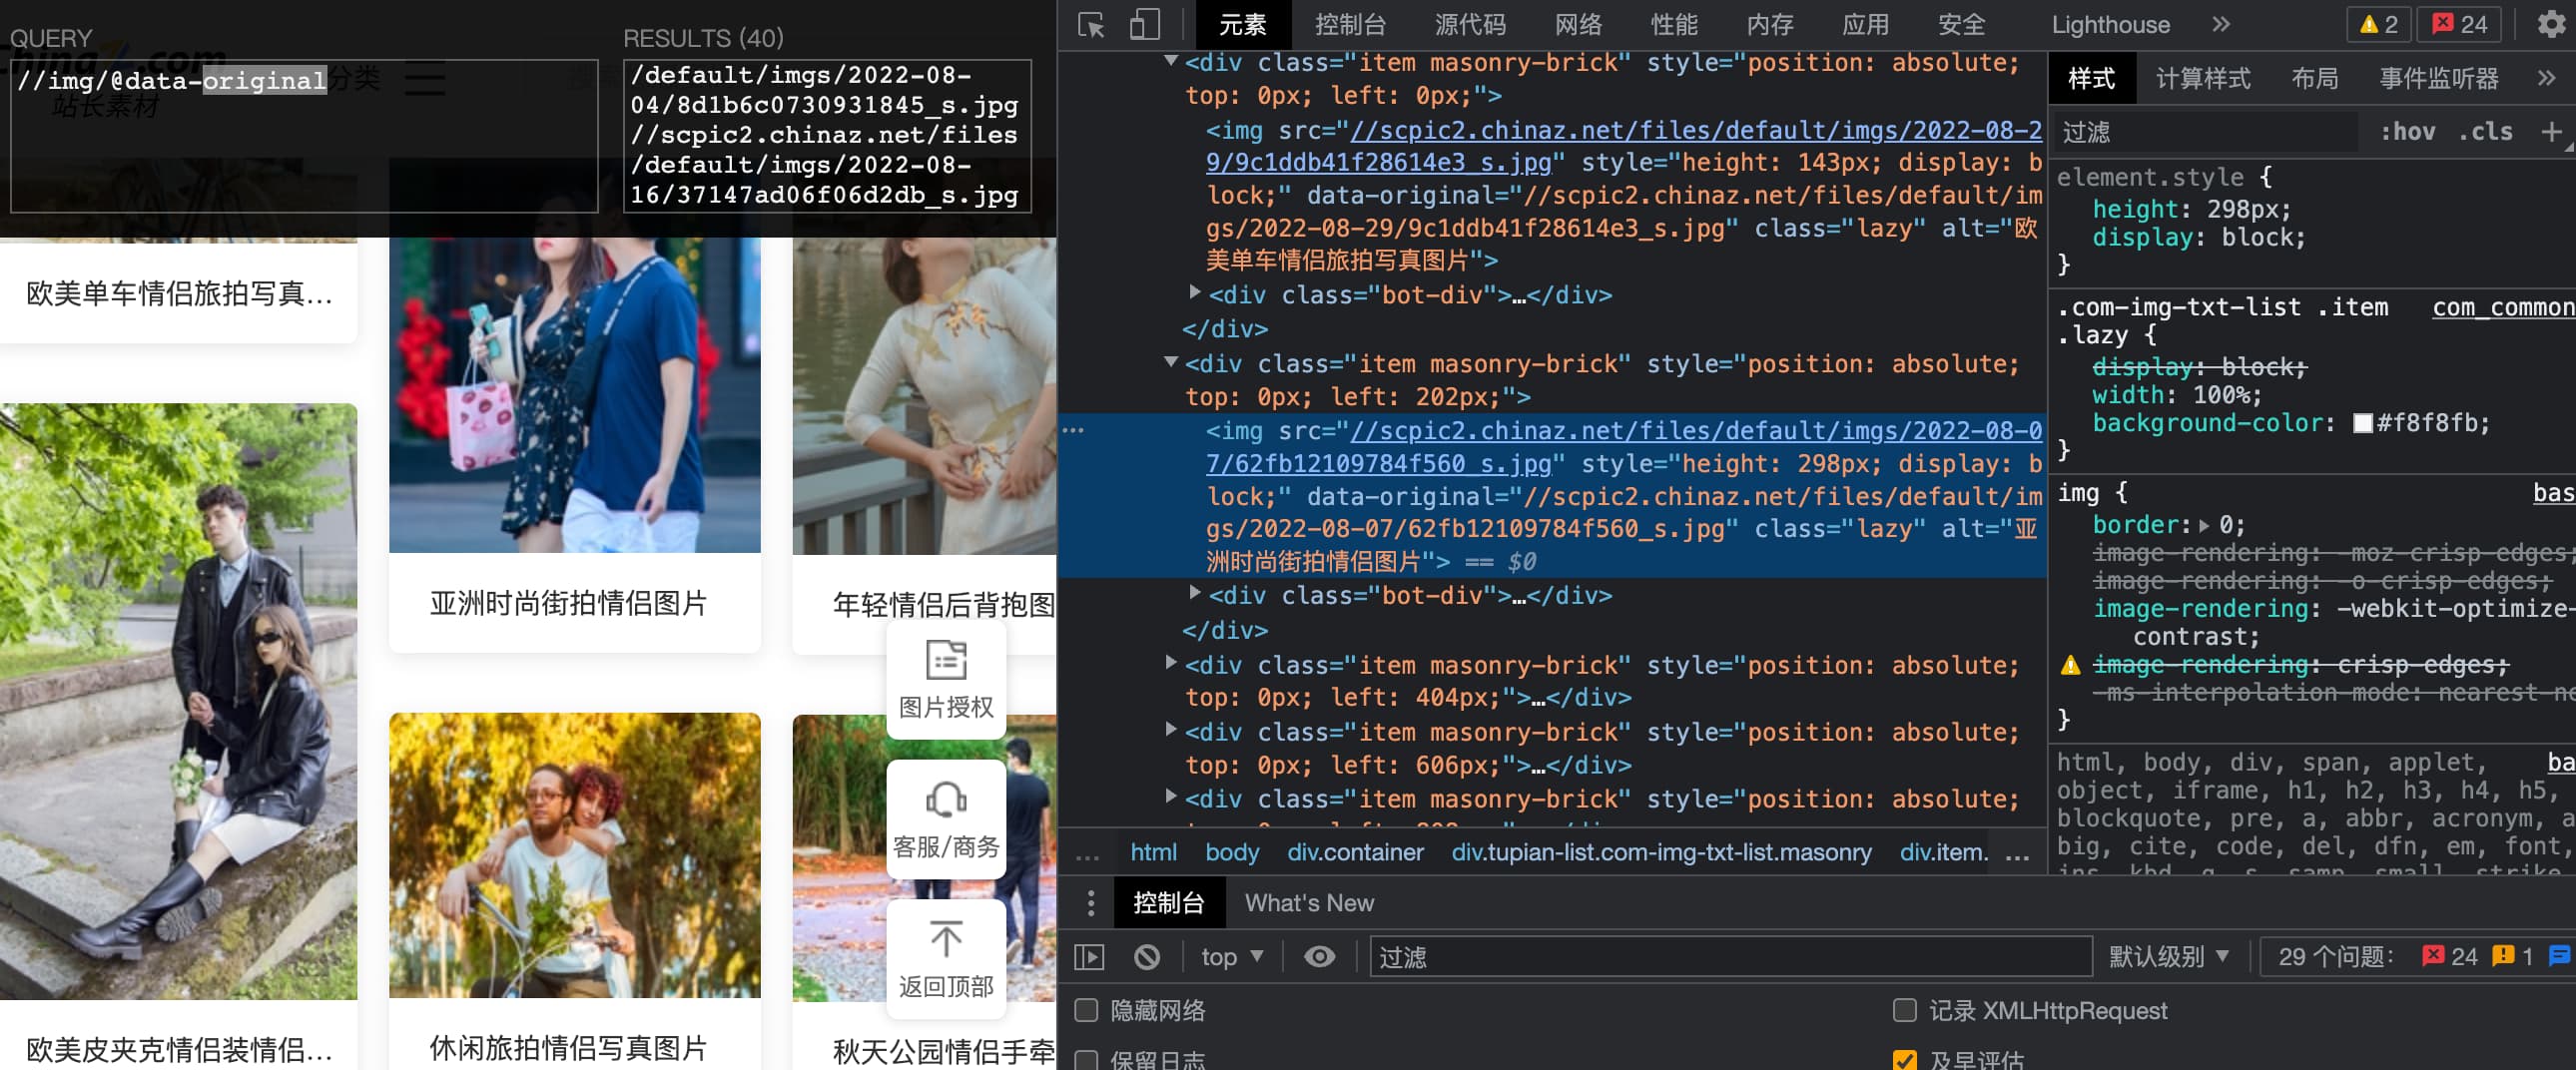 QUERY
//img/@data-original
分类
站长素材
RESULTS (40)
/default/imgs/2022-08-
04/8d1b6c0730931845_s.jpg
//scpic2.chinaz.net/files
/default/imgs/2022-08-
16/37147ad06f06d2db_s.jpg
欧美单车情侣旅拍写真...
亚洲时尚街拍情侣图片
年轻情侣后背抱图
图片授权
客服/商务
返回顶部
欧美皮夹克情侣装情侣...
休闲旅拍情侣写真图片
秋天公园情侣手牵
元素 控制台 源代码 网络 性能 内存 应用 安全 Lighthouse » 2 24
<div class="item masonry-brick" style="position: absolute;
top: 0px; left: 0px;">
<img src="//scpic2.chinaz.net/files/default/imgs/2022-08-2
9/9c1ddb41f28614e3_s.jpg" style="height: 143px; display: b
lock;" data-original="//scpic2.chinaz.net/files/default/im
gs/2022-08-29/9c1ddb41f28614e3_s.jpg" class="lazy" alt="欧
美单车情侣旅拍写真图片">
<div class="bot-div">…</div>
</div>
<div class="item masonry-brick" style="position: absolute;
top: 0px; left: 202px;">
<img src="//scpic2.chinaz.net/files/default/imgs/2022-08-0
7/62fb12109784f560_s.jpg" style="height: 298px; display: b
lock;" data-original="//scpic2.chinaz.net/files/default/im
gs/2022-08-07/62fb12109784f560_s.jpg" class="lazy" alt="亚
洲时尚街拍情侣图片"> == $0
<div class="bot-div">…</div>
</div>
<div class="item masonry-brick" style="position: absolute;
top: 0px; left: 404px;">…</div>
<div class="item masonry-brick" style="position: absolute;
top: 0px; left: 606px;">…</div>
<div class="item masonry-brick" style="position: absolute;
... html body div.container div.tupian-list.com-img-txt-list.masonry div.item. ...
样式 计算样式 布局 事件监听器 »
过滤 :hov .cls +
element.style {
height: 298px;
display: block;
}
.com-img-txt-list .item com_common
.lazy {
display: block;
width: 100%;
background-color: #f8f8fb;
}
img { bas
border: 0;
image-rendering: -moz-crisp-edges;
image-rendering: -o-crisp-edges;
image-rendering: -webkit-optimize-
contrast;
image-rendering: crisp-edges;
-ms-interpolation-mode: nearest-ne
}
html, body, div, span, applet, ba
object, iframe, h1, h2, h3, h4, h5,
blockquote, pre, a, abbr, acronym, a
big, cite, code, del, dfn, em, font,
ins, kbd, q, s, samp, small, strike
控制台 What's New
top 过滤 默认级别 29 个问题: 24 1
隐藏网络 记录 XMLHttpRequest
保留日志 及早评估